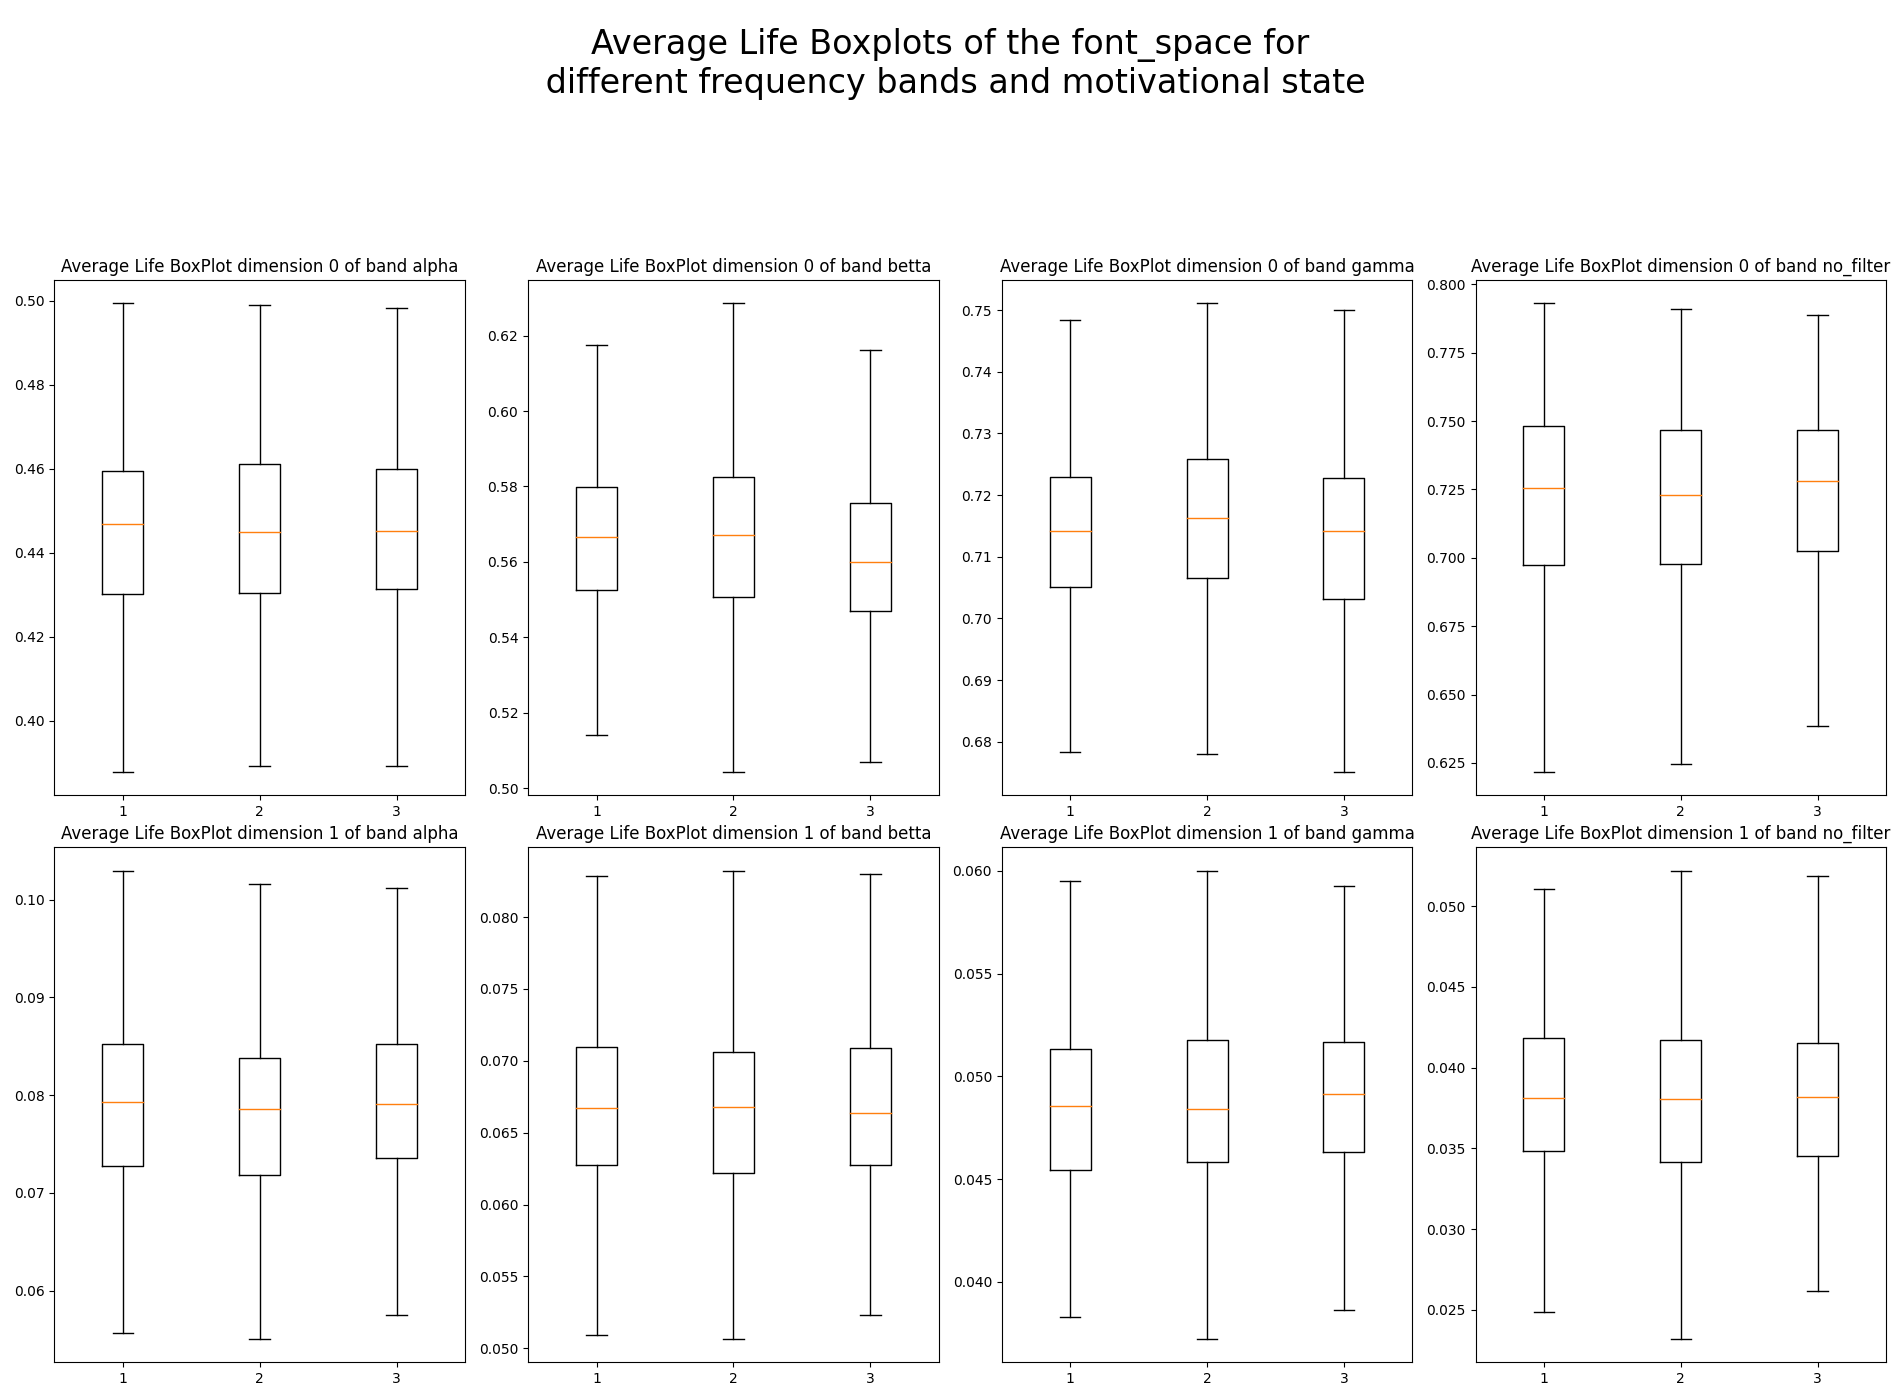 Average Life Boxplots of the font_space for
different frequency bands and motivational state
Average Life BoxPlot dimension 0 of band alpha
0.50
0.48
0.46
0.44
0.42
0.40
1 2 3
Average Life BoxPlot dimension 0 of band betta
0.62
0.60
0.58
0.56
0.54
0.52
0.50
1 2 3
Average Life BoxPlot dimension 0 of band gamma
0.75
0.74
0.73
0.72
0.71
0.70
0.69
0.68
1 2 3
Average Life BoxPlot dimension 0 of band no_filter
0.800
0.775
0.750
0.725
0.700
0.675
0.650
0.625
1 2 3
Average Life BoxPlot dimension 1 of band alpha
0.10
0.09
0.08
0.07
0.06
1 2 3
Average Life BoxPlot dimension 1 of band betta
0.080
0.075
0.070
0.065
0.060
0.055
0.050
1 2 3
Average Life BoxPlot dimension 1 of band gamma
0.060
0.055
0.050
0.045
0.040
1 2 3
Average Life BoxPlot dimension 1 of band no_filter
0.050
0.045
0.040
0.035
0.030
0.025
1 2 3